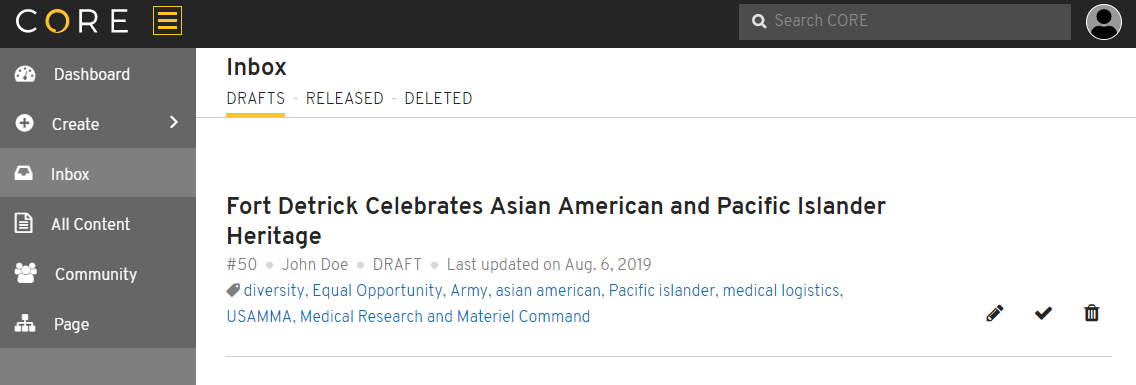 CORE
Search CORE
Dashboard
Create
Inbox
All Content
Community
Page
Inbox
DRAFTS - RELEASED - DELETED
Fort Detrick Celebrates Asian American and Pacific Islander
Heritage
#50 ● John Doe ● DRAFT ● Last updated on Aug. 6, 2019
diversity, Equal Opportunity, Army, asian american, Pacific islander, medical logistics,
USAMMA, Medical Research and Materiel Command